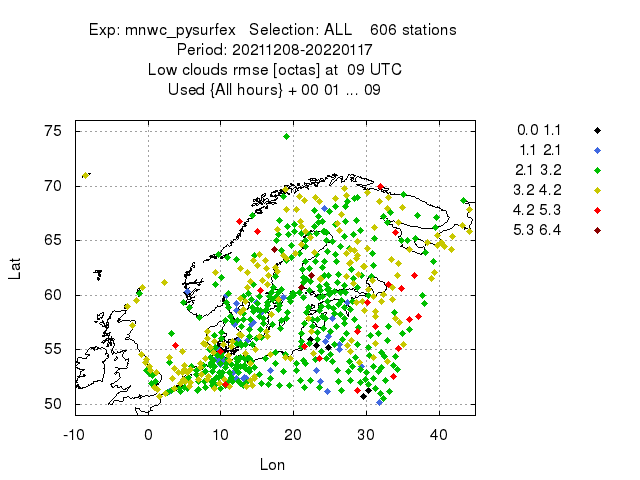 Exp: mnwc_pysurfex Selection: ALL 606 stations
Period: 20211208-20220117
Low clouds rmse [octas] at 09 UTC
Used {All hours} + 00 01 ... 09
0.0 1.1
1.1 2.1
2.1 3.2
3.2 4.2
4.2 5.3
5.3 6.4
75
70
65
60
55
50
Lat
-10 0 10 20 30 40
Lon